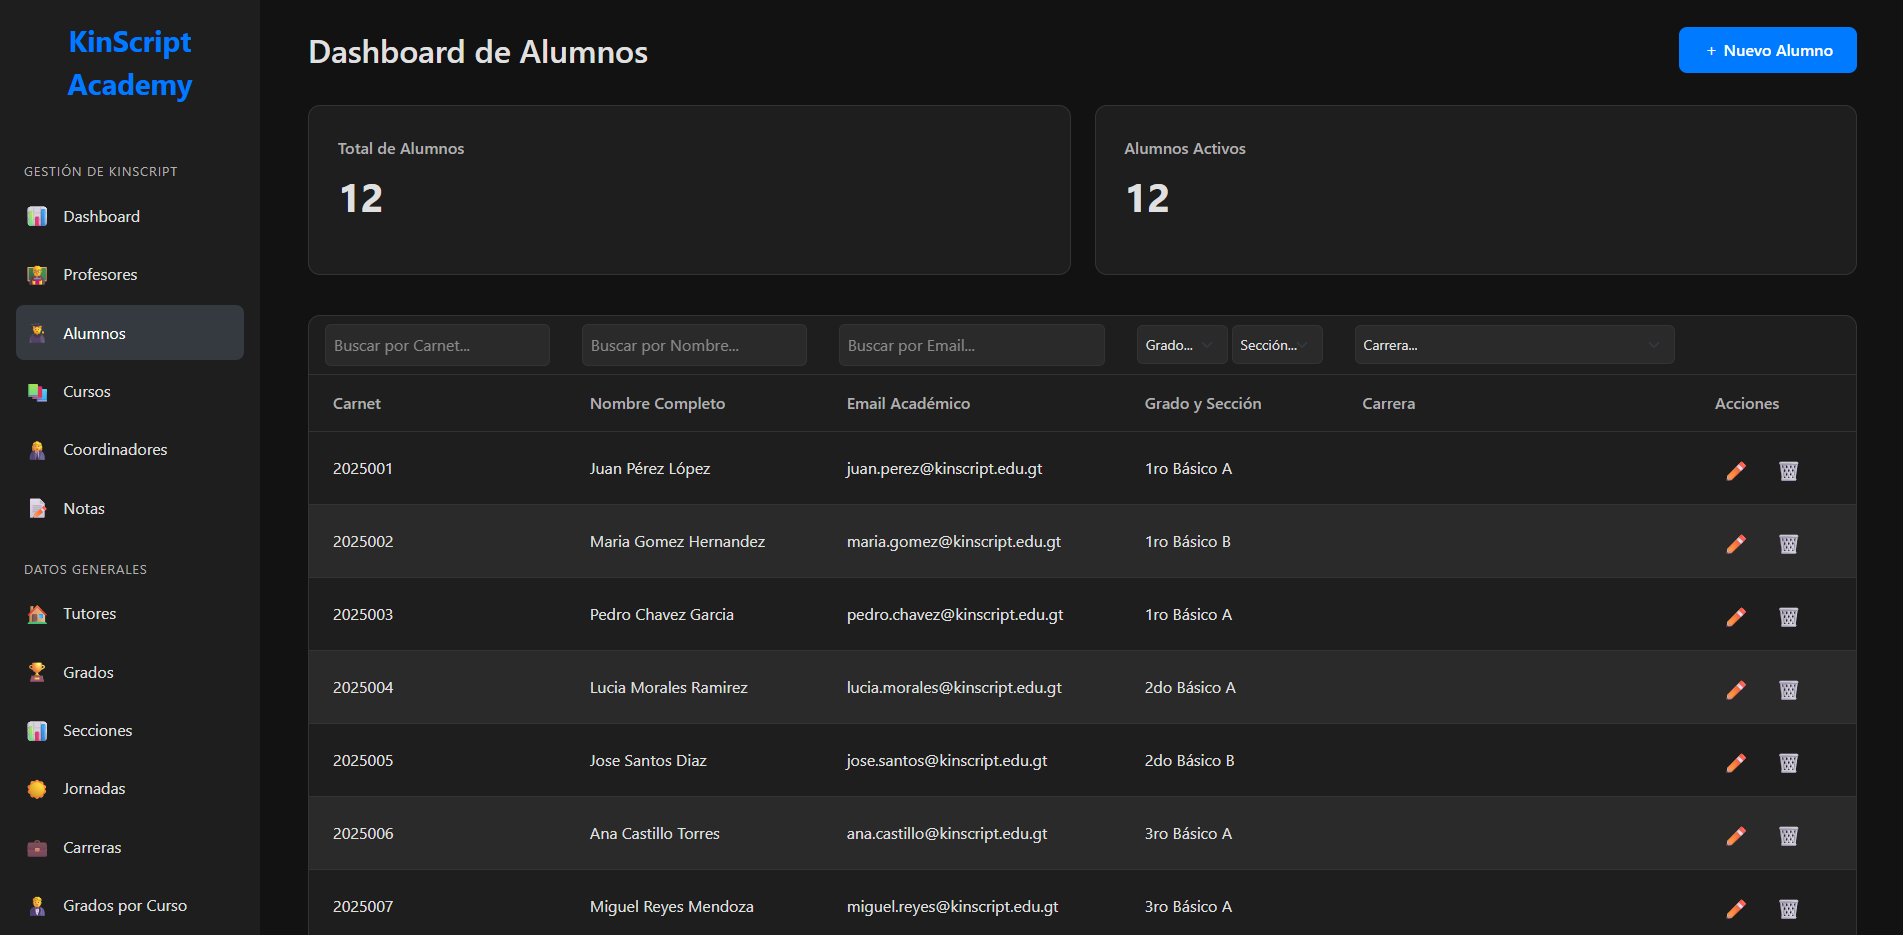 KinScript
Academy
GESTIÓN DE KINSCRIPT
Dashboard
Profesores
Alumnos
Cursos
Coordinadores
Notas
DATOS GENERALES
Tutores
Grados
Secciones
Jornadas
Carreras
Grados por Curso
Dashboard de Alumnos
+ Nuevo Alumno
Total de Alumnos
12
Alumnos Activos
12
Buscar por Carnet... Buscar por Nombre... Buscar por Email... Grado... Sección... Carrera...
Carnet Nombre Completo Email Académico Grado y Sección Carrera Acciones
2025001 Juan Pérez López juan.perez@kinscript.edu.gt 1ro Básico A
2025002 Maria Gomez Hernandez maria.gomez@kinscript.edu.gt 1ro Básico B
2025003 Pedro Chavez Garcia pedro.chavez@kinscript.edu.gt 1ro Básico A
2025004 Lucia Morales Ramirez lucia.morales@kinscript.edu.gt 2do Básico A
2025005 Jose Santos Diaz jose.santos@kinscript.edu.gt 2do Básico B
2025006 Ana Castillo Torres ana.castillo@kinscript.edu.gt 3ro Básico A
2025007 Miguel Reyes Mendoza miguel.reyes@kinscript.edu.gt 3ro Básico A